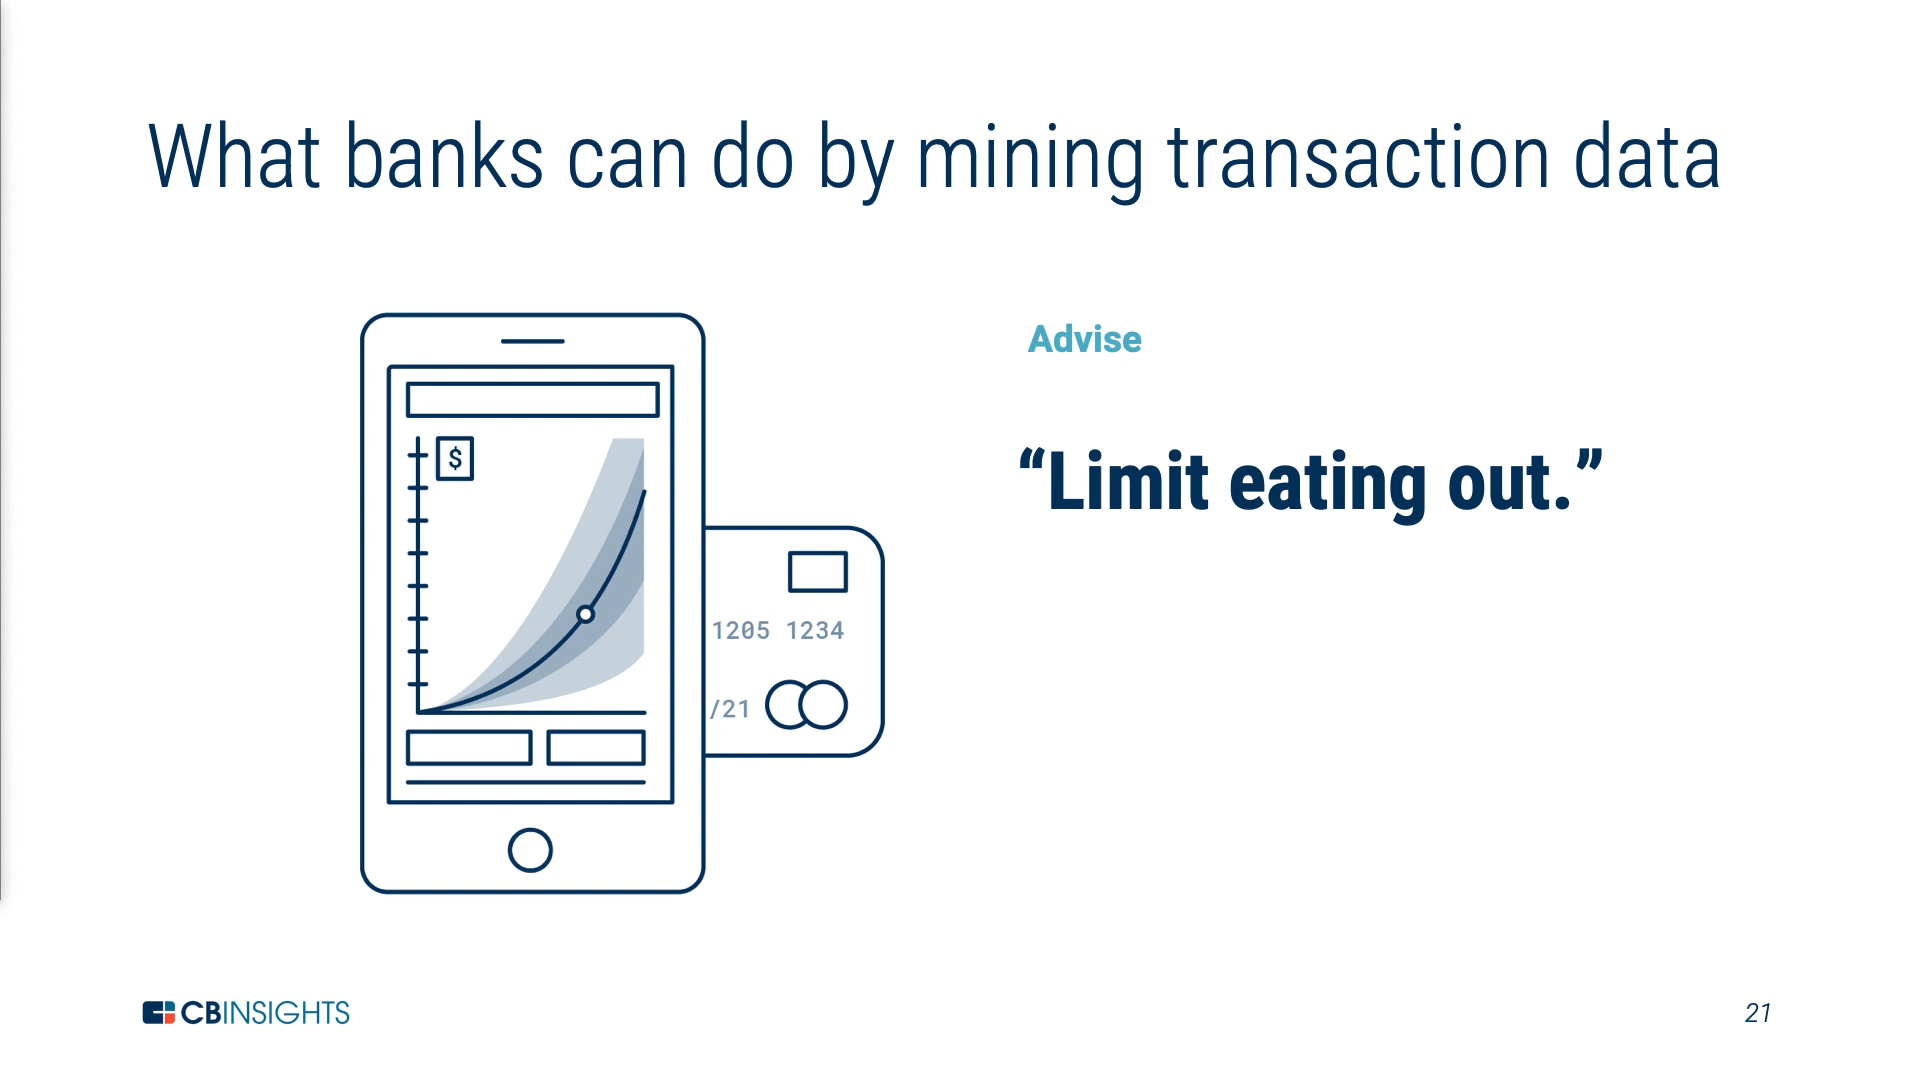 What banks can do by mining transaction data
Advise
“Limit eating out.”
$
1205 1234
/21
CBINSIGHTS
21